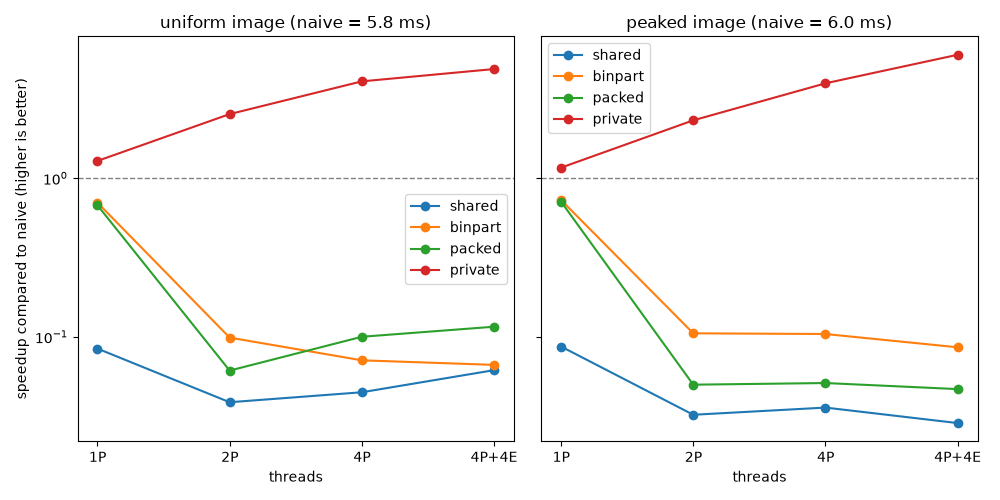 uniform image (naive = 5.8 ms)
speedup compared to naive (higher is better)
10⁰
10⁻¹
shared
binpart
packed
private
1P
2P
4P
4P+4E
threads
peaked image (naive = 6.0 ms)
shared
binpart
packed
private
1P
2P
4P
4P+4E
threads